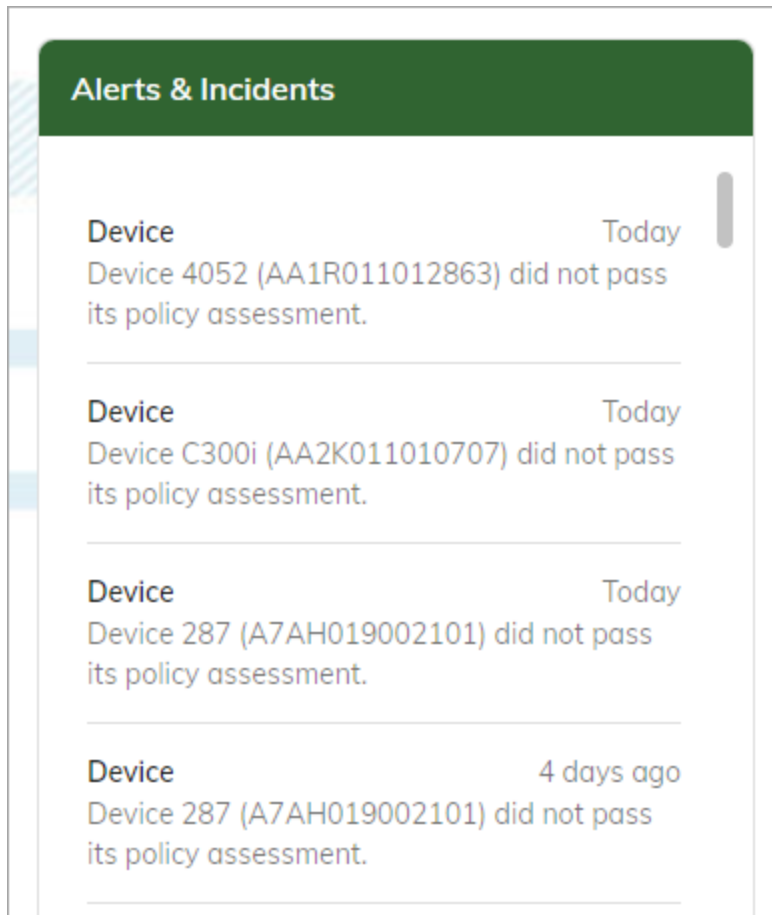 Alerts & Incidents
Device Today
Device 4052 (AA1R011012863) did not pass
its policy assessment.
Device Today
Device C300i (AA2K011010707) did not pass
its policy assessment.
Device Today
Device 287 (A7AH019002101) did not pass
its policy assessment.
Device 4 days ago
Device 287 (A7AH019002101) did not pass
its policy assessment.